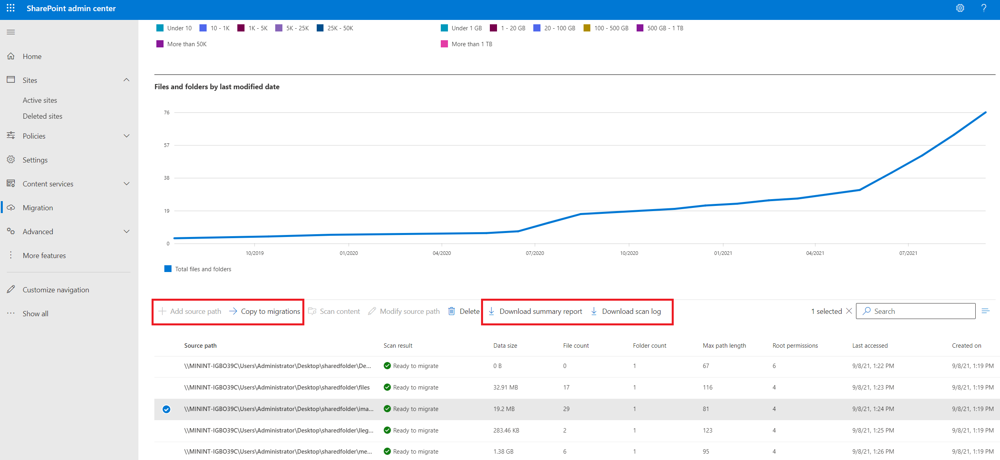 SharePoint admin center
Under 10 10 - 1K 1K - 5K 5K - 25K 25K - 50K
More than 50K
Under 1 GB 1 - 20 GB 20 - 100 GB 100 - 500 GB 500 GB - 1 TB
More than 1 TB
Home
Sites
Active sites
Deleted sites
Policies
Settings
Content services
Migration
Advanced
More features
Customize navigation
Show all
Files and folders by last modified date
76
57
38
19
0
10/2019 01/2020 04/2020 07/2020 10/2020 01/2021 04/2021 07/2021
Total files and folders
Add source path Copy to migrations Scan content Modify source path Delete Download summary report Download scan log 1 selected Search
Source path Scan result Data size File count Folder count Max path length Root permissions Last accessed Created on
\\MININT-IGBO39C\Users\Administrator\Desktop\sharedfolder\De... Ready to migrate 0 B 0 1 67 6 9/8/21, 1:22 PM 9/8/21, 1:19 PM
\\MININT-IGBO39C\Users\Administrator\Desktop\sharedfolder\files Ready to migrate 32.91 MB 17 1 116 4 9/8/21, 1:23 PM 9/8/21, 1:19 PM
\\MININT-IGBO39C\Users\Administrator\Desktop\sharedfolder\ima... Ready to migrate 19.2 MB 29 1 81 4 9/8/21, 1:24 PM 9/8/21, 1:19 PM
\\MININT-IGBO39C\Users\Administrator\Desktop\sharedfolder\lleg... Ready to migrate 283.46 KB 2 1 123 4 9/8/21, 1:25 PM 9/8/21, 1:19 PM
\\MININT-IGBO39C\Users\Administrator\Desktop\sharedfolder\me... Ready to migrate 1.38 GB 6 1 95 4 9/8/21, 1:26 PM 9/8/21, 1:19 PM